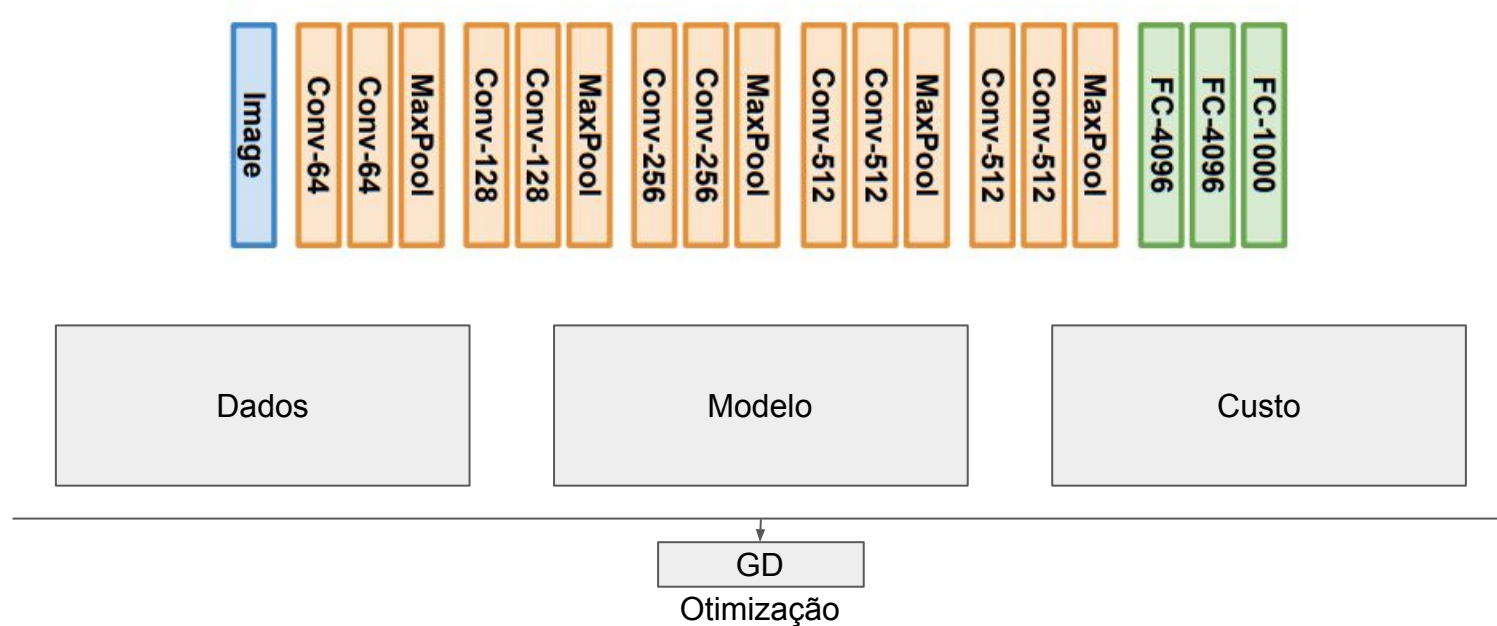 Image
Conv-64
Conv-64
MaxPool
Conv-128
Conv-128
MaxPool
Conv-256
Conv-256
MaxPool
Conv-512
Conv-512
MaxPool
Conv-512
Conv-512
MaxPool
FC-4096
FC-4096
FC-1000
Dados
Modelo
Custo
GD
Otimização